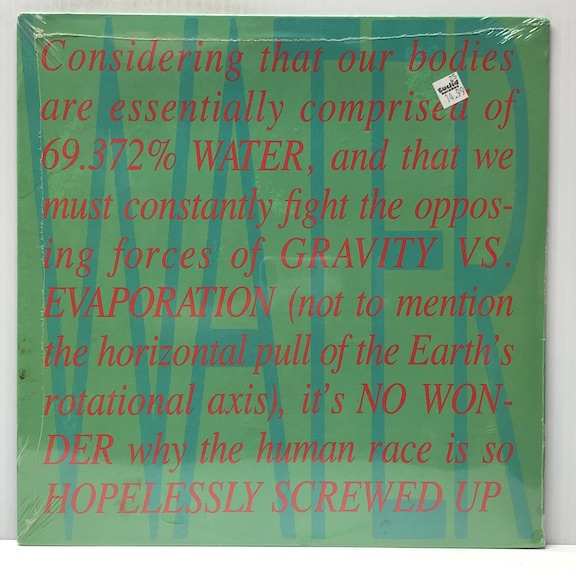 WATER
Considering that our bodies
are essentially comprised of
69.372% WATER, and that we
must constantly fight the oppos-
ing forces of GRAVITY VS.
EVAPORATION (not to mention
the horizontal pull of the Earth's
rotational axis), it's NO WON-
DER why the human race is so
HOPELESSLY SCREWED UP
14.99